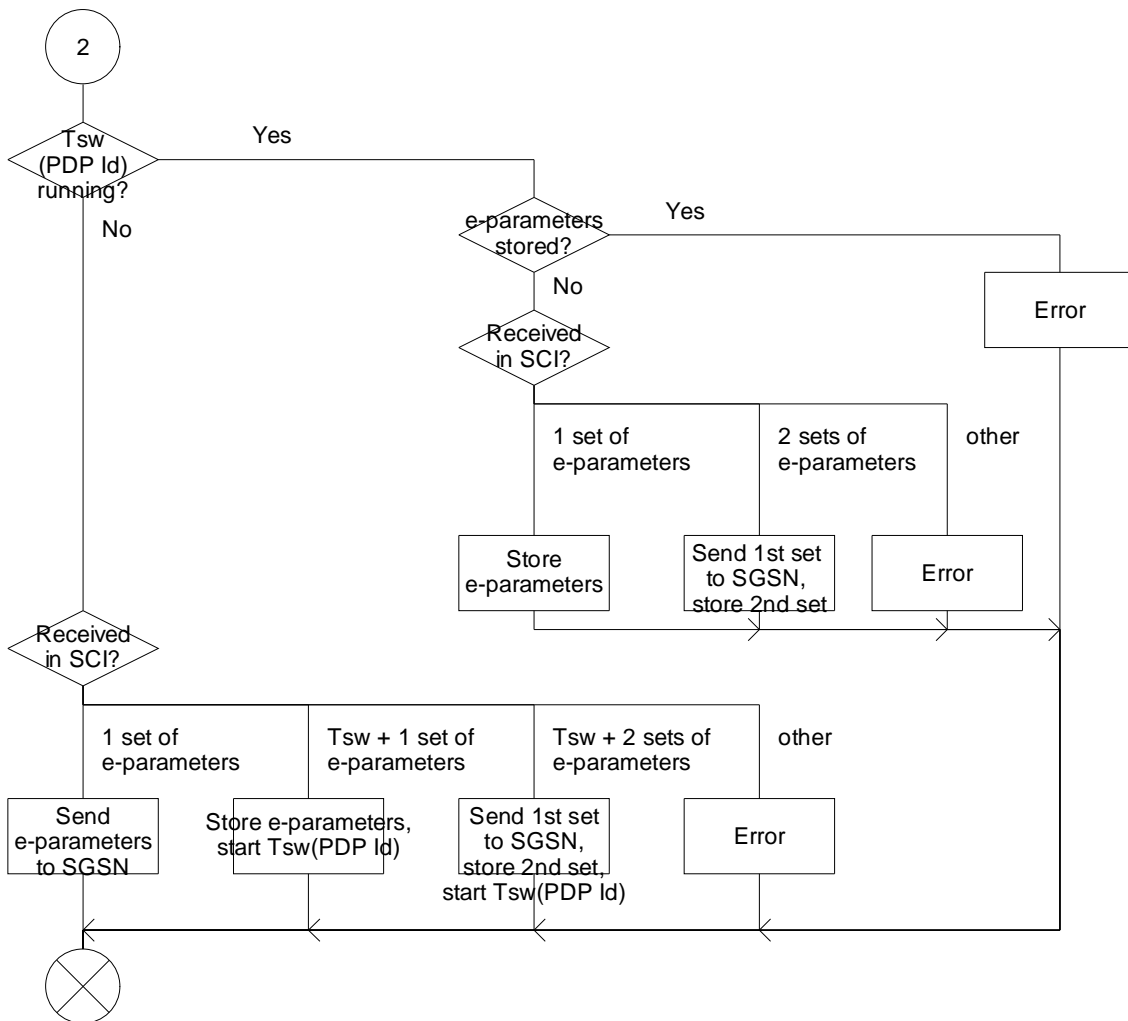 2
Tsw
(PDP Id)
running?
Yes
No
e-parameters
stored?
Yes
No
Error
Received
in SCI?
1 set of
e-parameters
2 sets of
e-parameters
other
Store
e-parameters
Send 1st set
to SGSN,
store 2nd set
Error
Received
in SCI?
1 set of
e-parameters
Tsw + 1 set of
e-parameters
Tsw + 2 sets of
e-parameters
other
Send
e-parameters
to SGSN
Store e-parameters,
start Tsw(PDP Id)
Send 1st set
to SGSN,
store 2nd set,
start Tsw(PDP Id)
Error